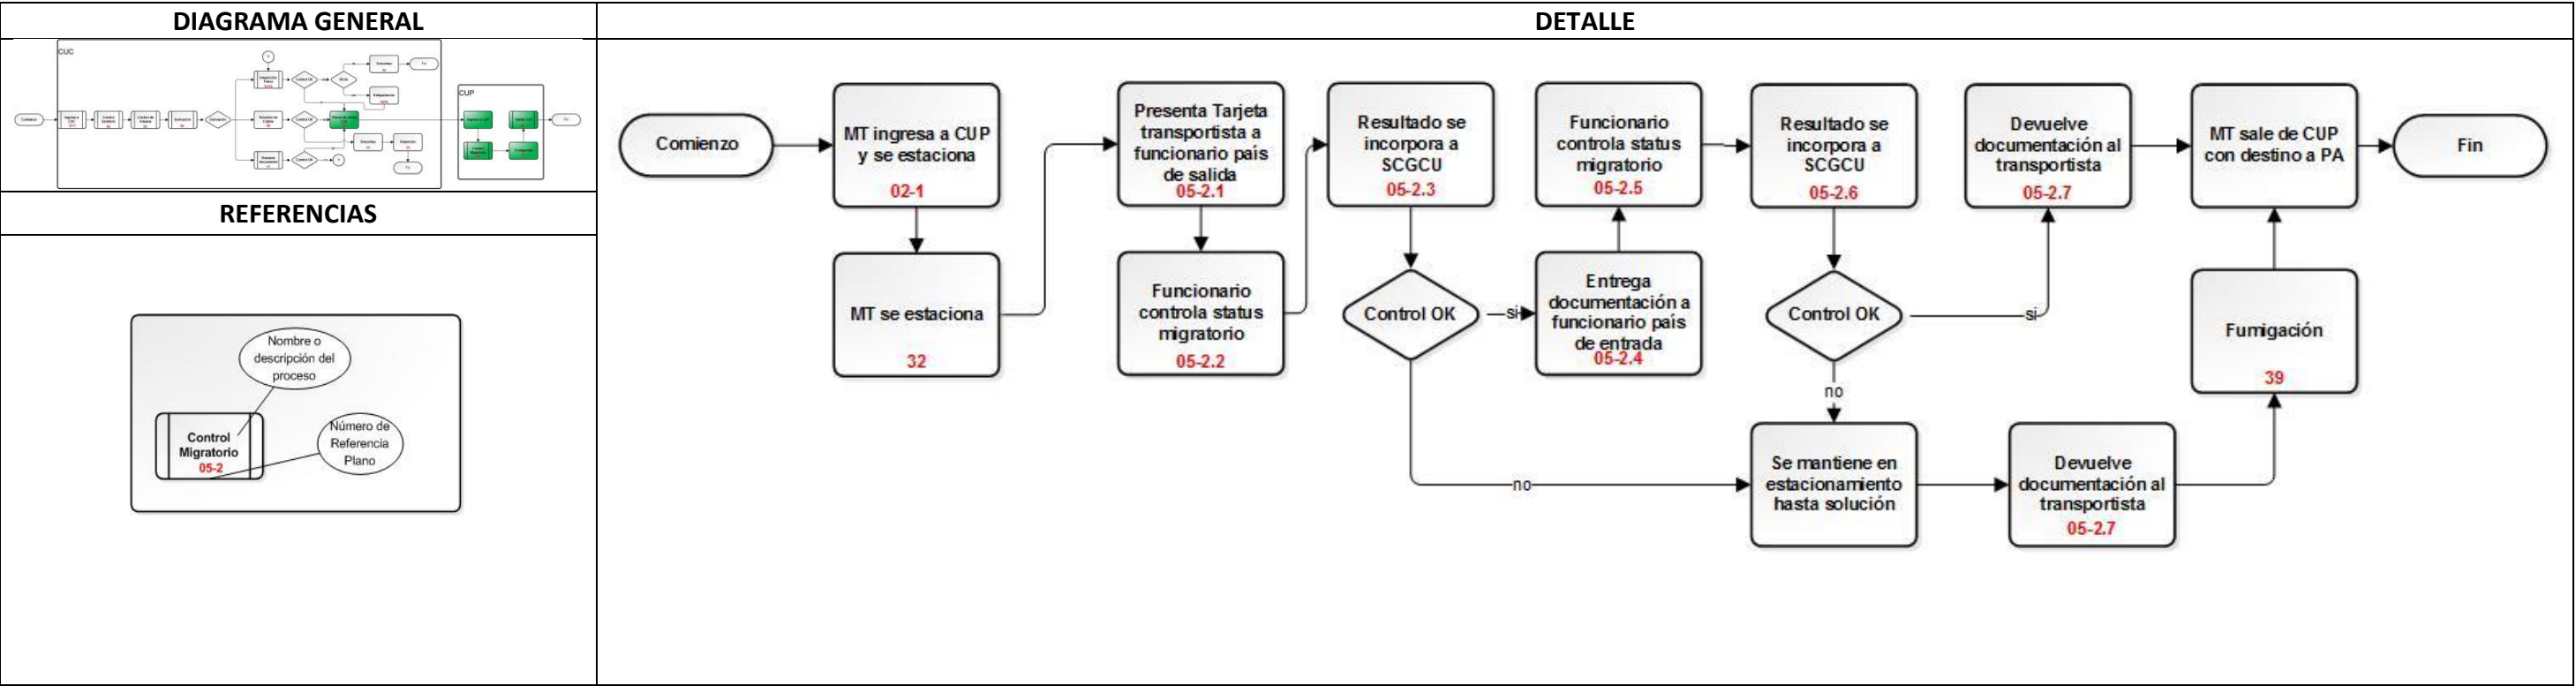 DIAGRAMA GENERAL
CUC
CUP
REFERENCIAS
Nombre o
descripción del
proceso
Control
Migratorio
05-2
Número de
Referencia
Plano
DETALLE
Comienzo
MT ingresa a CUP
y se estaciona
02-1
MT se estaciona
32
Presenta Tarjeta
transportista a
funcionario país
de salida
05-2.1
Funcionario
controla status
migratorio
05-2.2
Resultado se
incorpora a
SCGCU
05-2.3
Control OK
si
no
Entrega
documentación a
funcionario país
de entrada
05-2.4
Funcionario
controla status
migratorio
05-2.5
Resultado se
incorpora a
SCGCU
05-2.6
Control OK
si
no
Se mantiene en
estacionamiento
hasta solución
Devuelve
documentación al
transportista
05-2.7
Devuelve
documentación al
transportista
05-2.7
Fumigación
39
MT sale de CUP
con destino a PA
Fin